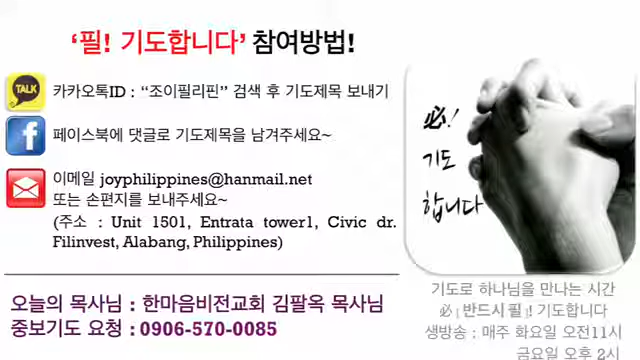 ‘필! 기도합니다’ 참여방법!
TALK
카카오톡ID : “조이필리핀” 검색 후 기도제목 보내기
f
페이스북에 댓글로 기도제목을 남겨주세요~
이메일 joyphilippines@hanmail.net
또는 손편지를 보내주세요~
(주소 : Unit 1501, Entrata tower1, Civic dr.
Filinvest, Alabang, Philippines)
必!
기도
합니다
기도로 하나님을 만나는 시간
必 [반드시 필]! 기도합니다
생방송 : 매주 화요일 오전11시
금요일 오후 2시
오늘의 목사님 : 한마음비전교회 김팔옥 목사님
중보기도 요청 : 0906-570-0085